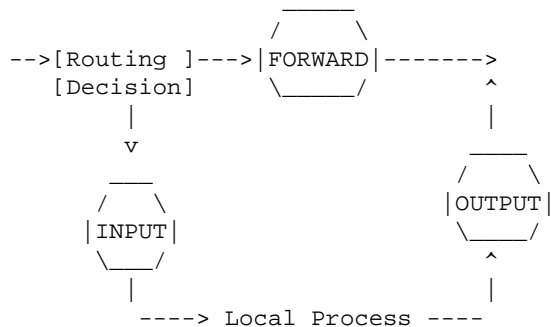 -->[Routing ]--->|FORWARD|------->
[Decision]
|INPUT|
|OUTPUT|
----> Local Process ----